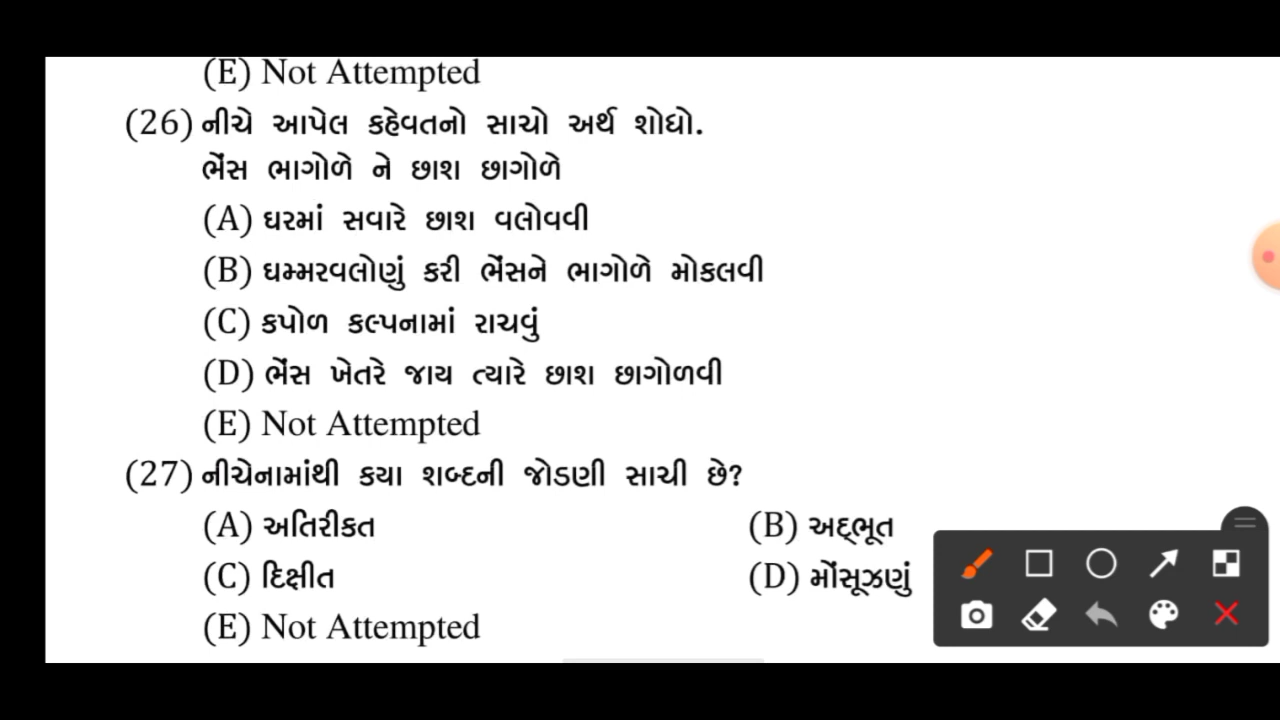 (E) Not Attempted
(26) નીચે આપેલ કહેવતનો સાચો અર્થ શોધો.
ભેંસ ભાગોળે ને છાશ છાગોળે
(A) ઘરમાં સવારે છાશ વલોવવી
(B) ઘમ્મરવલોણું કરી ભેંસને ભાગોળે મોકલવી
(C) કપોળ કલ્પનામાં રાચવું
(D) ભેંસ ખેતરે જાય ત્યારે છાશ છાગોળવી
(E) Not Attempted
(27) નીચેનામાંથી કયા શબ્દની જોડણી સાચી છે?
(A) અતિરીકત (B) અદ્ભૂત
(C) દિક્ષીત (D) મોંસૂઝણું
(E) Not Attempted